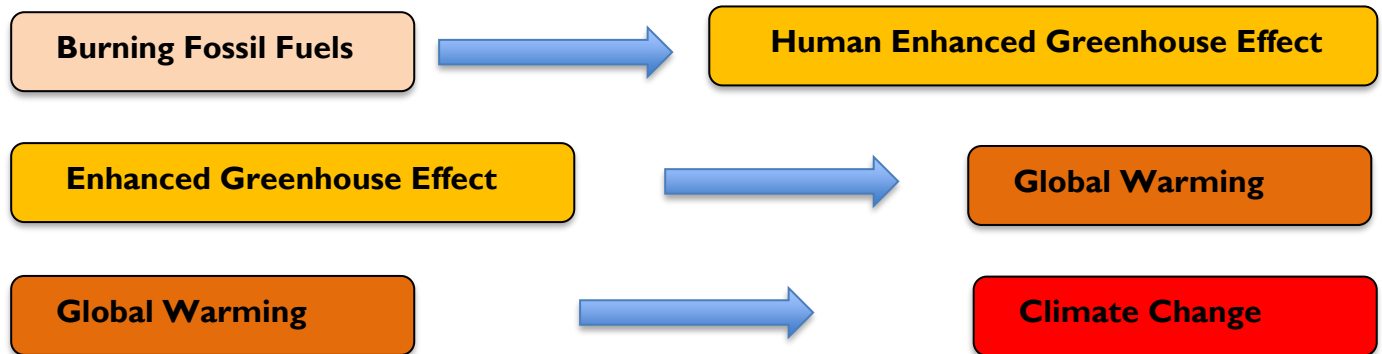 Burning Fossil Fuels
Human Enhanced Greenhouse Effect
Enhanced Greenhouse Effect
Global Warming
Global Warming
Climate Change